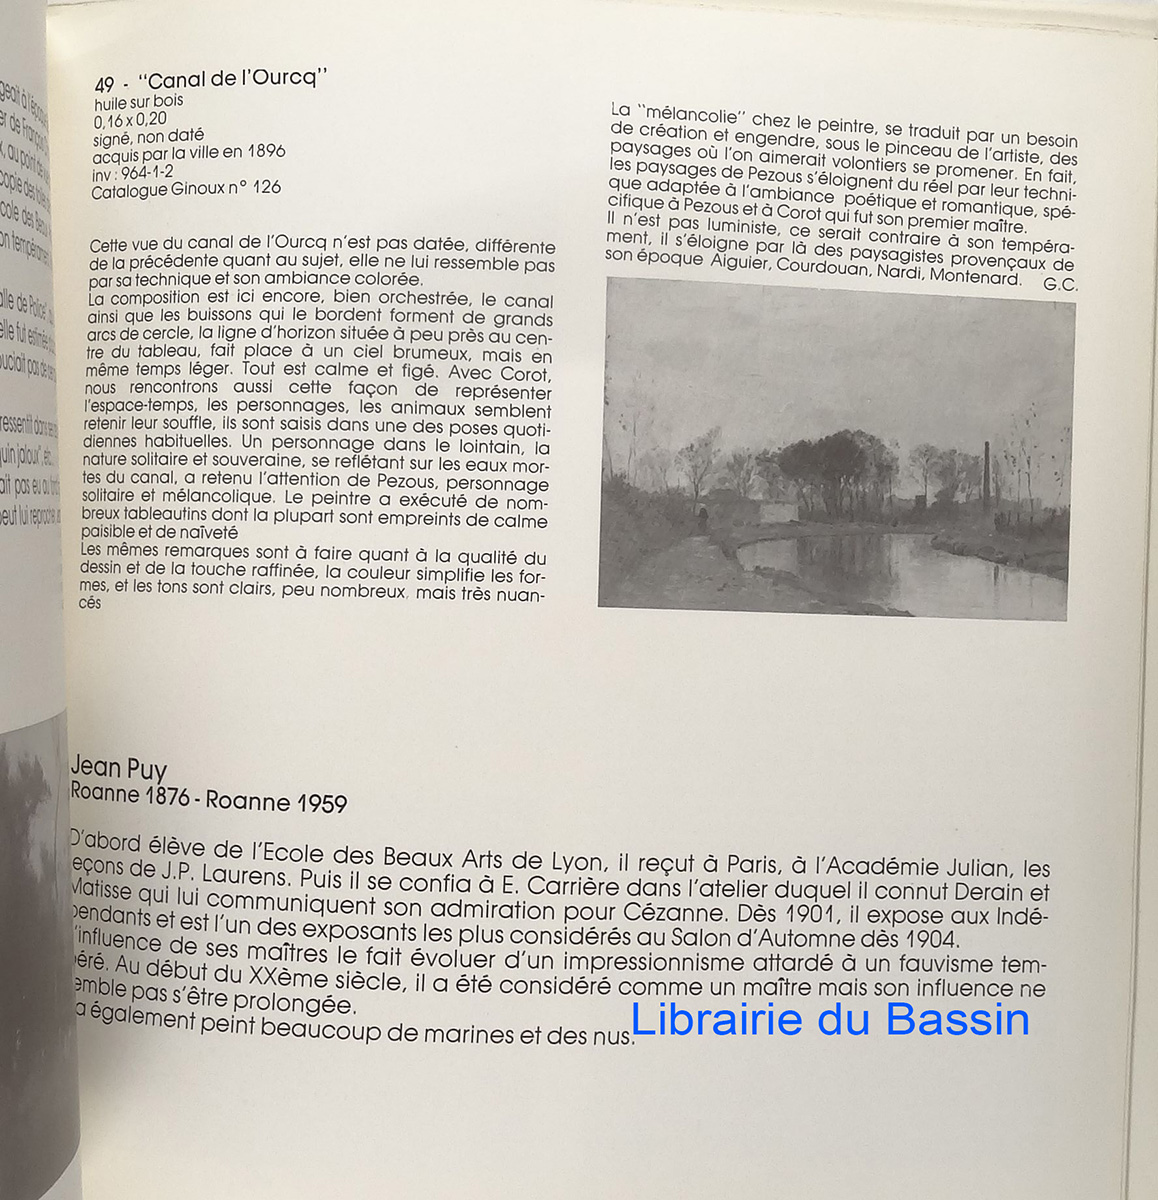 49 - "Canal de l'Ourcq"
huile sur bois
0,16 x 0,20
signé, non daté
acquis par la ville en 1896
inv : 964-1-2
Catalogue Ginoux n° 126
Cette vue du canal de l'Ourcq n'est pas datée, différente
de la précédente quant au sujet, elle ne lui ressemble pas
par sa technique et son ambiance colorée.
La composition est ici encore, bien orchestrée, le canal
ainsi que les buissons qui le bordent forment de grands
arcs de cercle, la ligne d'horizon située à peu près au cen-
tre du tableau, fait place à un ciel brumeux, mais en
même temps léger. Tout est calme et figé. Avec Corot,
nous rencontrons aussi cette façon de représenter
l'espace-temps, les personnages, les animaux semblent
retenir leur souffle, ils sont saisis dans une des poses quoti-
diennes habituelles. Un personnage dans le lointain, la
nature solitaire et souveraine, se reflétant sur les eaux mor-
tes du canal, a retenu l'attention de Pezous, personnage
solitaire et mélancolique. Le peintre a exécuté de nom-
breux tableautins dont la plupart sont empreints de calme
paisible et de naïveté
Les mêmes remarques sont à faire quant à la qualité du
dessin et de la touche raffinée, la couleur simplifie les for-
mes, et les tons sont clairs, peu nombreux, mais très nuan-
cés
La "mélancolie" chez le peintre, se traduit par un besoin
de création et engendre, sous le pinceau de l'artiste, des
paysages où l'on aimerait volontiers se promener. En fait,
les paysages de Pezous s'éloignent du réel par leur techni-
que adaptée à l'ambiance poétique et romantique, spé-
cifique à Pezous et à Corot qui fut son premier maître.
Il n'est pas luministe, ce serait contraire à son tempéra-
ment, il s'éloigne par là des paysagistes provençaux de
son époque Aiguier, Courdouan, Nardi, Montenard. G.C.
Jean Puy
Roanne 1876 - Roanne 1959
D'abord élève de l'Ecole des Beaux Arts de Lyon, il reçut à Paris, à l'Académie Julian, les
leçons de J.P. Laurens. Puis il se confia à E. Carrière dans l'atelier duquel il connut Derain et
Matisse qui lui communiquent son admiration pour Cézanne. Dès 1901, il expose aux Indé-
pendants et est l'un des exposants les plus considérés au Salon d'Automne dès 1904.
l'influence de ses maîtres le fait évoluer d'un impressionnisme attardé à un fauvisme tem-
péré. Au début du XXème siècle, il a été considéré comme un maître mais son influence ne
semble pas s'être prolongée.
a également peint beaucoup de marines et des nus.
Librairie du Bassin